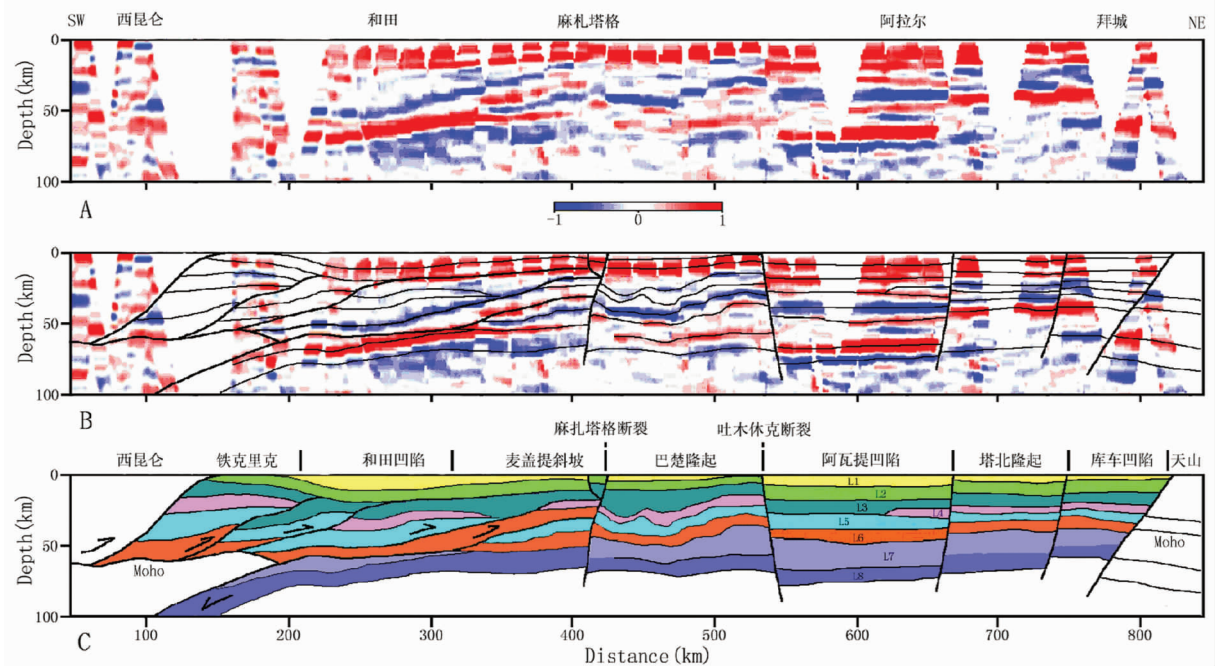 SW 西昆仑 和田 麻札塔格 阿拉尔 拜城 NE
0
50
100
Depth(km)
A
-1 0 1
0
50
100
Depth(km)
B
麻扎塔格断裂 吐木休克断裂
西昆仑 铁克里克 和田凹陷 麦盖提斜坡 巴楚隆起 阿瓦提凹陷 塔北隆起 库车凹陷 天山
0
50
100
Depth(km)
L1
L2
L3 L4
L5
L6
L7
L8
Moho Moho
C
100 200 300 400 500 600 700 800
Distance(km)